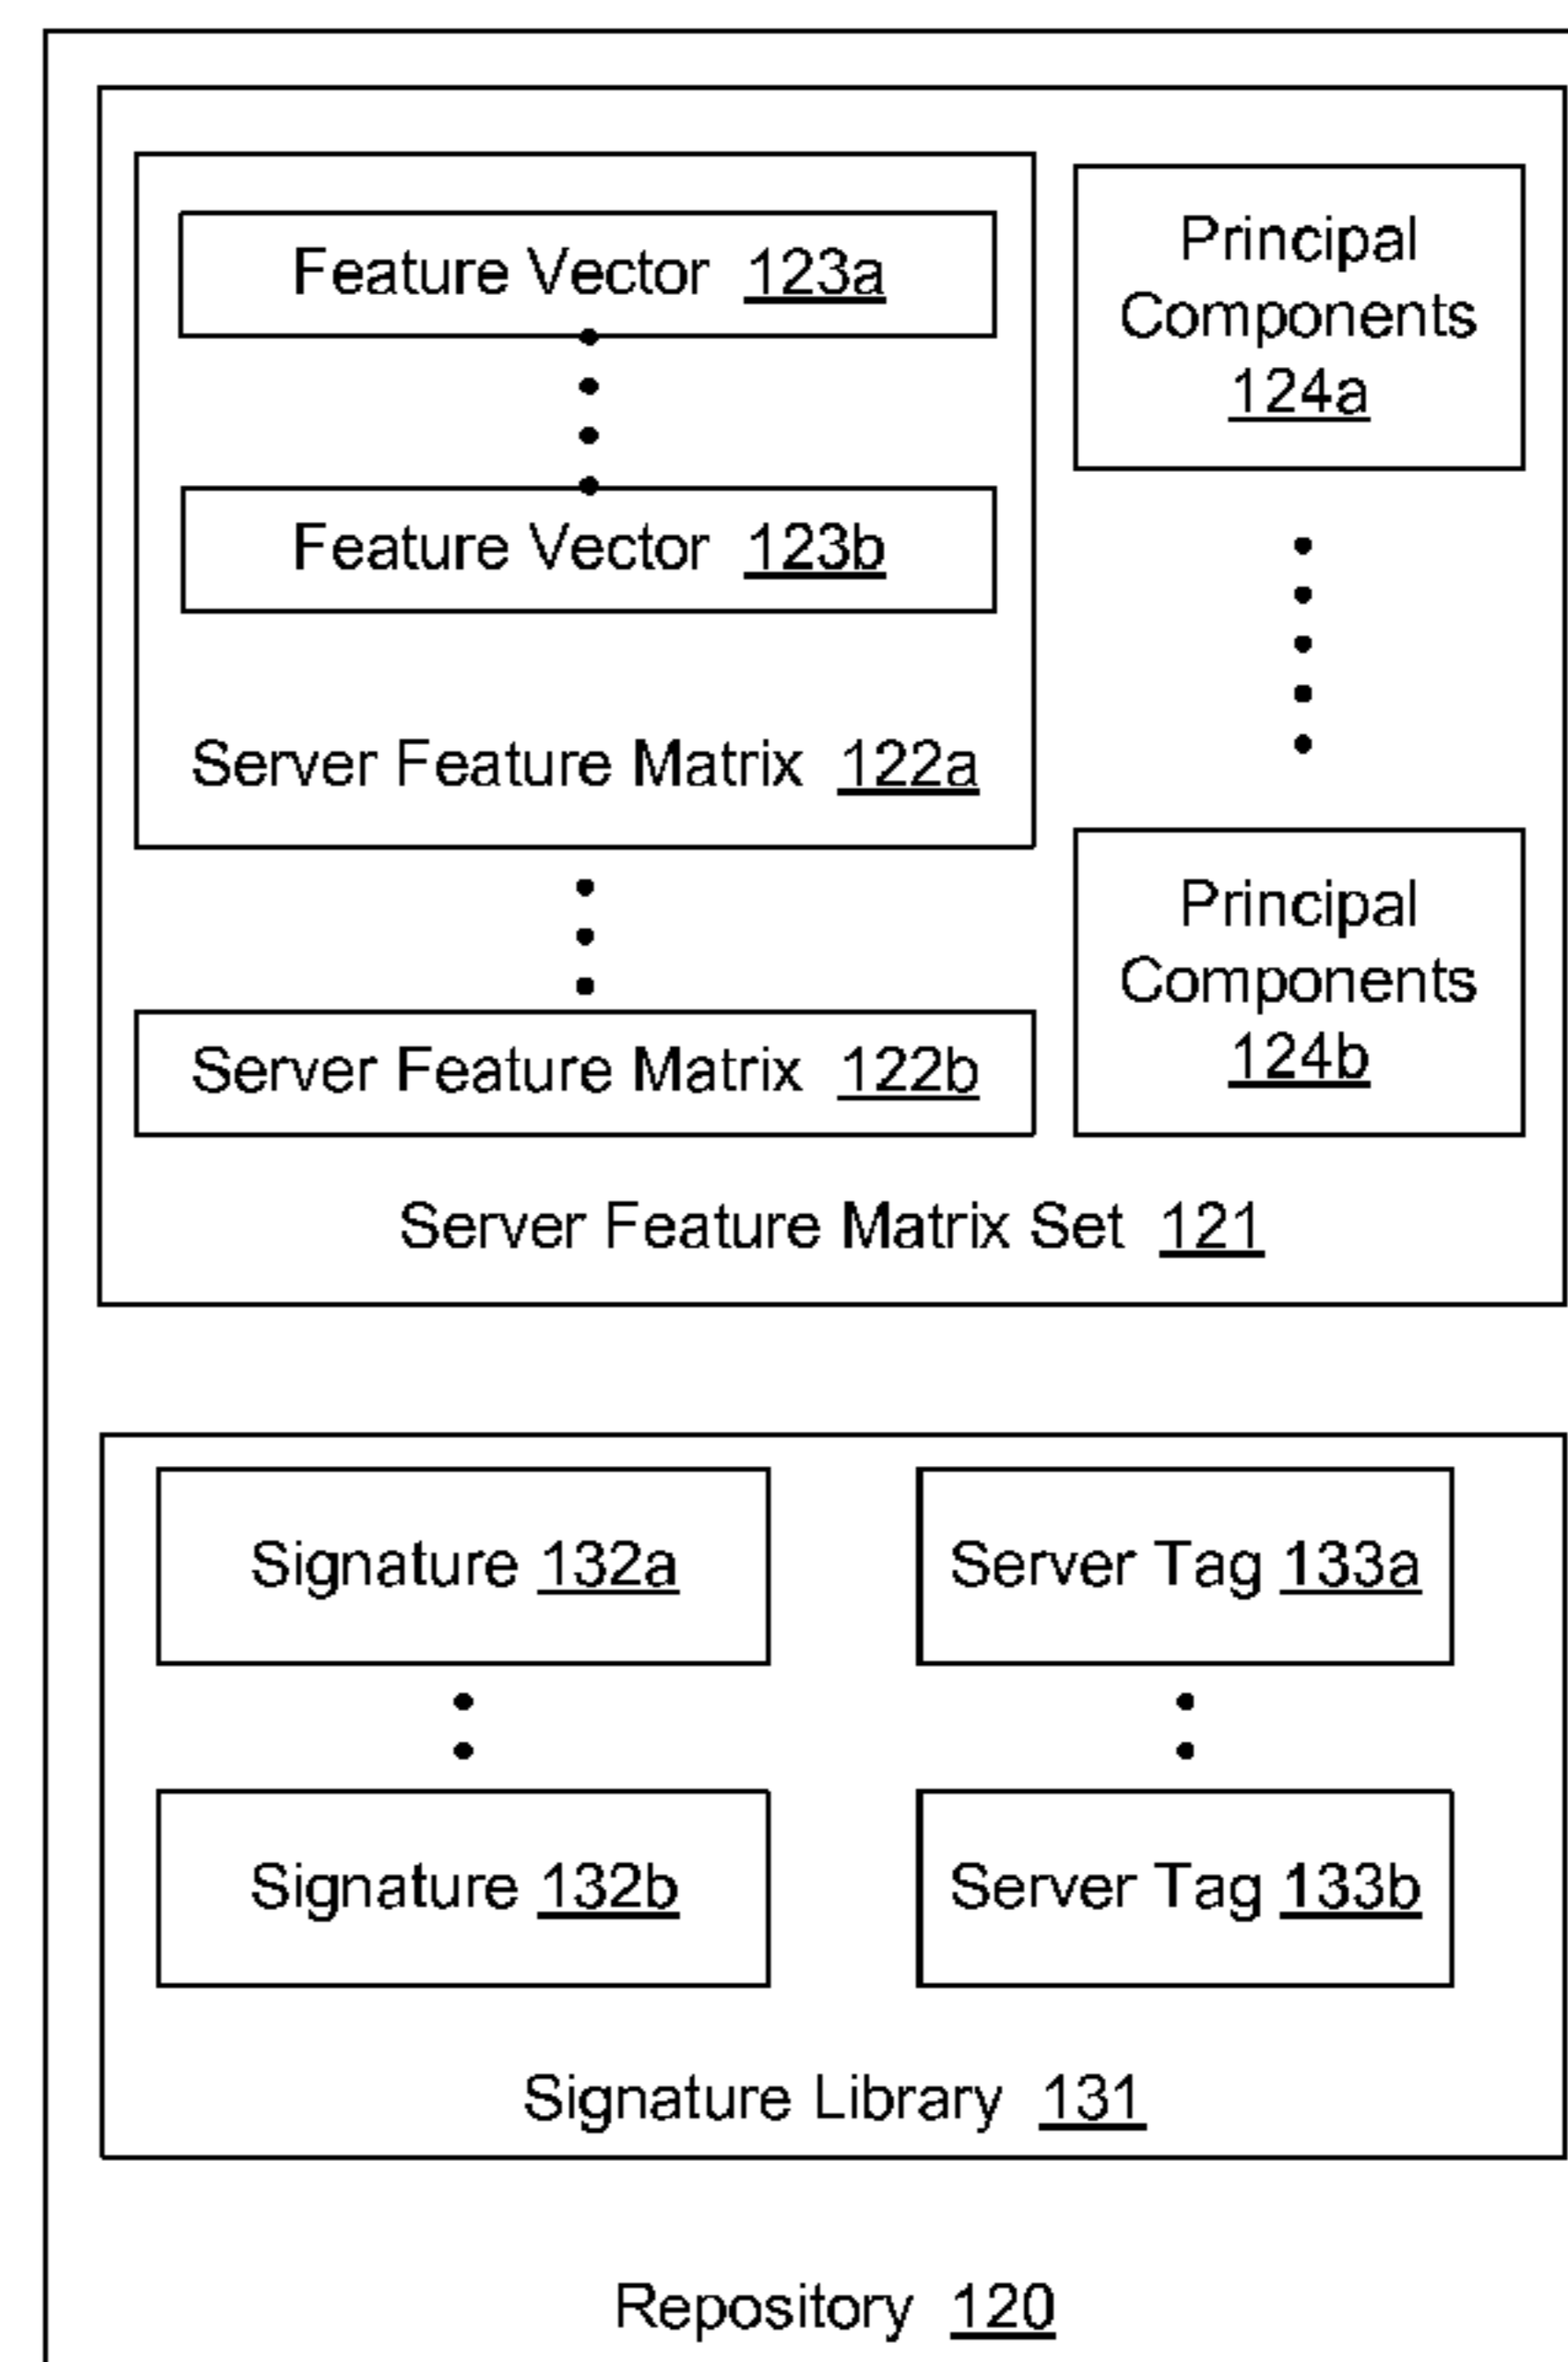 Feature Vector 123a
Feature Vector 123b
Server Feature Matrix 122a
Server Feature Matrix 122b
Principal
Components
124a
Principal
Components
124b
Server Feature Matrix Set 121
Signature 132a
Server Tag 133a
Signature 132b
Server Tag 133b
Signature Library 131
Repository 120